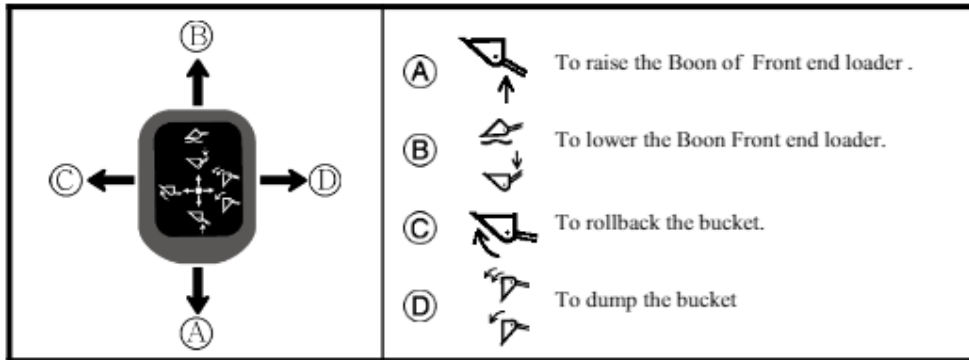 Ⓑ
Ⓒ Ⓓ
Ⓐ
Ⓐ To raise the Boon of Front end loader .
Ⓑ To lower the Boon Front end loader.
Ⓒ To rollback the bucket.
Ⓓ To dump the bucket